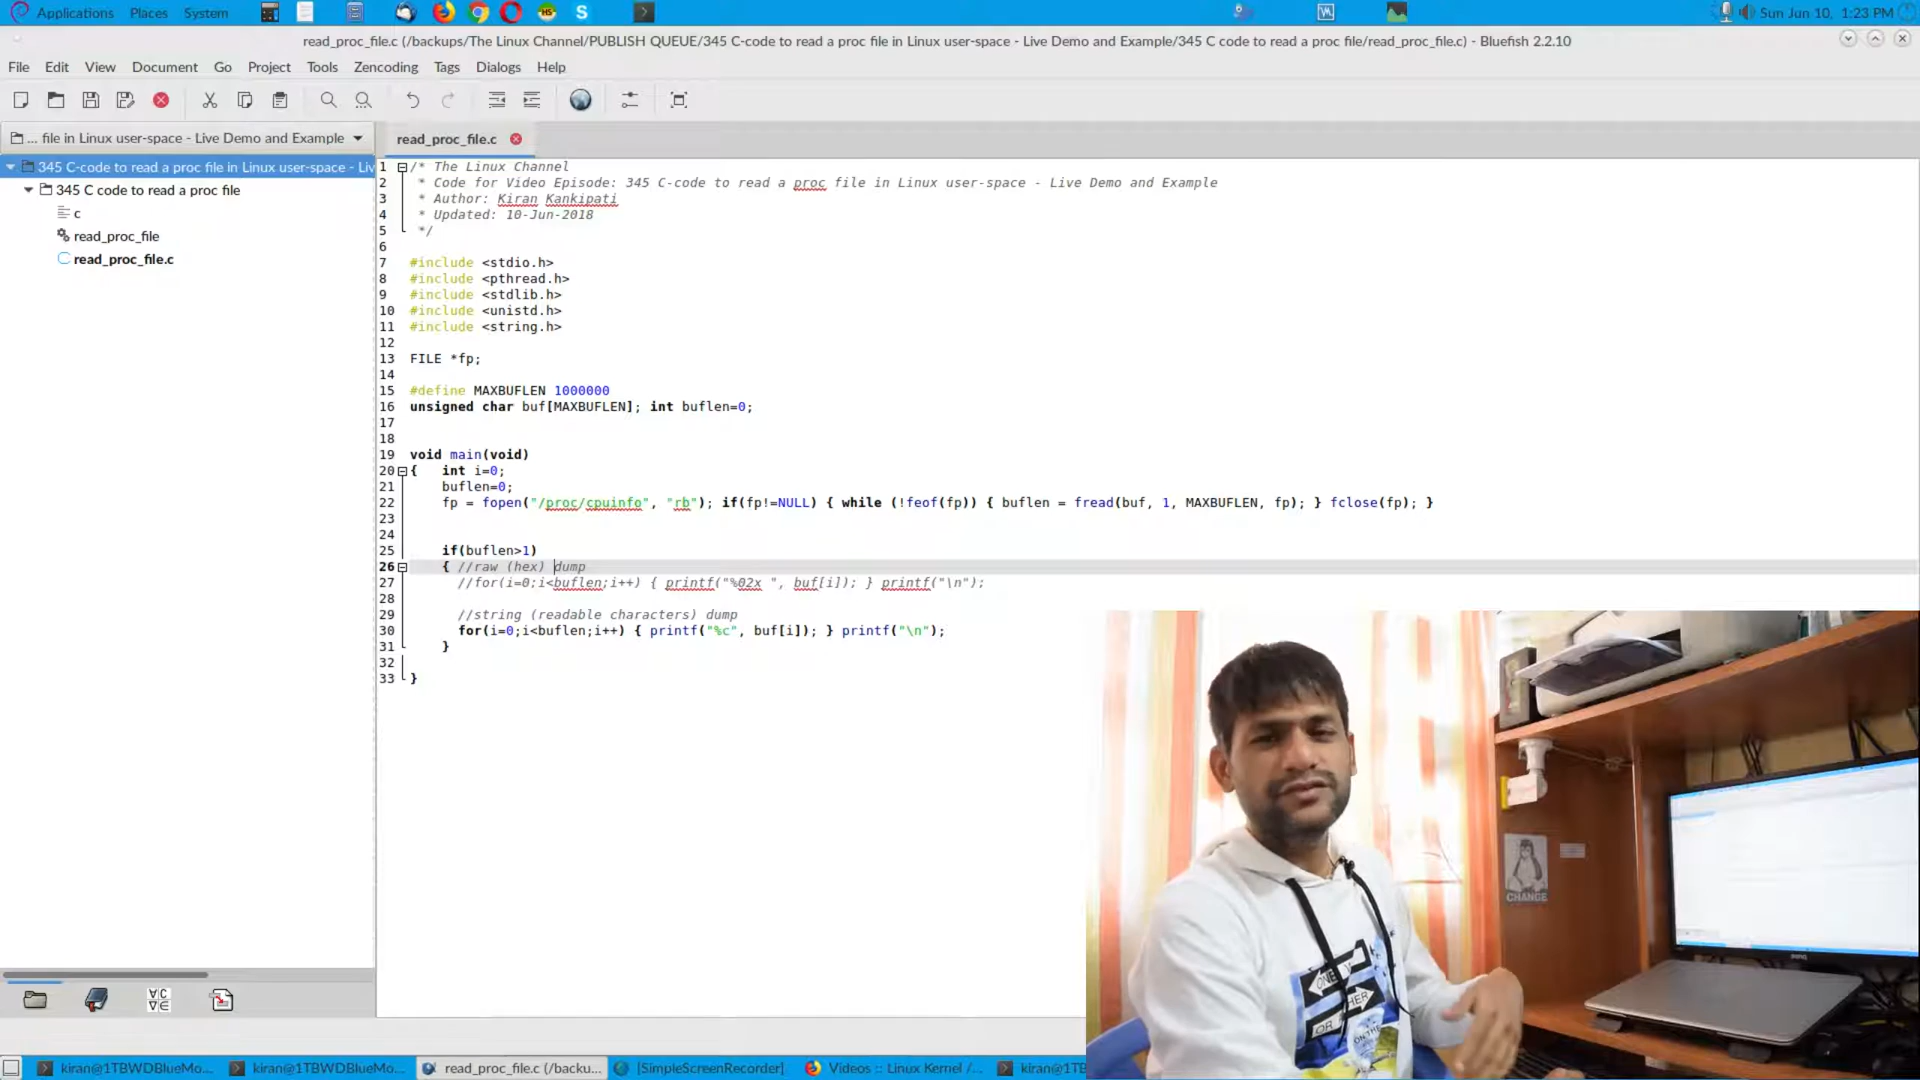 Applications Places System
HS
S
Sun Jun 10, 1:23 PM
read_proc_file.c (/backups/The Linux Channel/PUBLISH QUEUE/345 C-code to read a proc file in Linux user-space - Live Demo and Example/345 C code to read a proc file/read_proc_file.c) - Bluefish 2.2.10
File Edit View Document Go Project Tools Zencoding Tags Dialogs Help
... file in Linux user-space - Live Demo and Example
read_proc_file.c
345 C-code to read a proc file in Linux user-space - Liv
345 C code to read a proc file
c
read_proc_file
read_proc_file.c
1 /* The Linux Channel
2 * Code for Video Episode: 345 C-code to read a proc file in Linux user-space - Live Demo and Example
3 * Author: Kiran Kankipati
4 * Updated: 10-Jun-2018
5 */
6
7 #include <stdio.h>
8 #include <pthread.h>
9 #include <stdlib.h>
10 #include <unistd.h>
11 #include <string.h>
12
13 FILE *fp;
14
15 #define MAXBUFLEN 1000000
16 unsigned char buf[MAXBUFLEN]; int buflen=0;
17
18
19 void main(void)
20 { int i=0;
21 buflen=0;
22 fp = fopen("/proc/cpuinfo", "rb"); if(fp!=NULL) { while (!feof(fp)) { buflen = fread(buf, 1, MAXBUFLEN, fp); } fclose(fp); }
23
24
25 if(buflen>1)
26 { //raw (hex) dump
27 //for(i=0;i<buflen;i++) { printf("%02x ", buf[i]); } printf("\n");
28
29 //string (readable characters) dump
30 for(i=0;i<buflen;i++) { printf("%c", buf[i]); } printf("\n");
31 }
32
33 }
CHANGE
OR
kiran@1TBWDBlueMo... kiran@1TBWDBlueMo... read_proc_file.c (/backu... [SimpleScreenRecorder] Videos :: Linux Kernel /... kiran@1TB